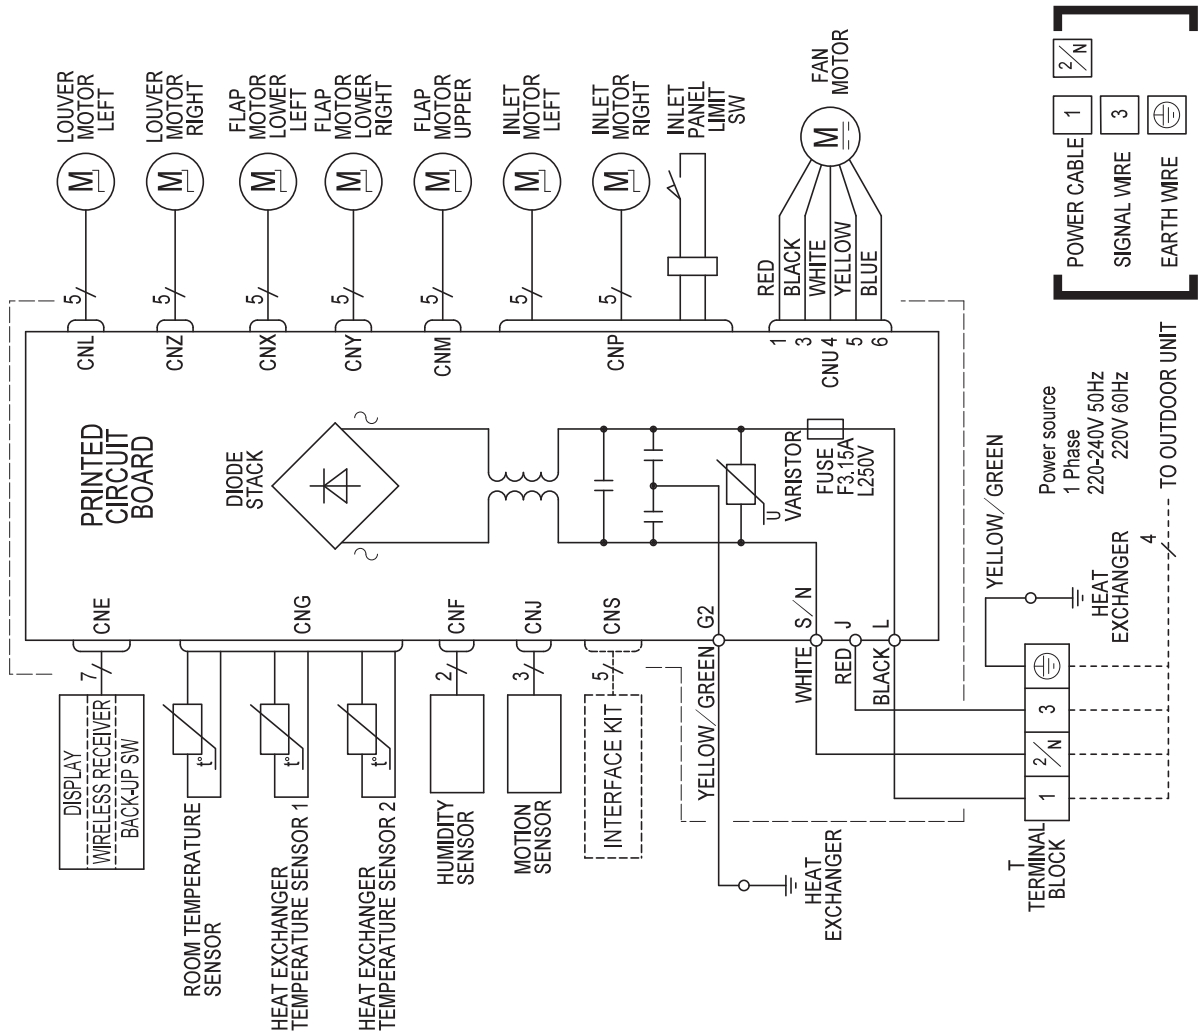 LOUVER
MOTOR
LEFT
LOUVER
MOTOR
RIGHT
FLAP
MOTOR
LOWER
LEFT
FLAP
MOTOR
LOWER
RIGHT
FLAP
MOTOR
UPPER
INLET
MOTOR
LEFT
INLET
MOTOR
RIGHT
INLET
PANEL
LIMIT
SW
FAN
MOTOR
M
M
M
M
M
M
M
M
5
5
5
5
5
5
5
RED
BLACK
WHITE
YELLOW
BLUE
CNL
CNZ
CNX
CNY
CNM
CNP
1
3
CNU 4
5
6
PRINTED
CIRCUIT
BOARD
DIODE
STACK
U
VARISTOR
FUSE
F3.15A
L250V
CNE
CNG
CNF
CNJ
CNS
G2
S/N
J
L
7
2
3
5
YELLOW/GREEN
WHITE
RED
BLACK
DISPLAY
WIRELESS RECEIVER
BACK-UP SW
t°
t°
t°
ROOM TEMPERATURE
SENSOR
HEAT EXCHANGER
TEMPERATURE SENSOR 1
HEAT EXCHANGER
TEMPERATURE SENSOR 2
HUMIDITY
SENSOR
MOTION
SENSOR
INTERFACE KIT
HEAT
EXCHANGER
YELLOW/GREEN
HEAT
EXCHANGER
1
2/N
3
T
TERMINAL
BLOCK
4
TO OUTDOOR UNIT
Power source
1 Phase
220-240V 50Hz
220V 60Hz
POWER CABLE 1 2/N
SIGNAL WIRE 3
EARTH WIRE